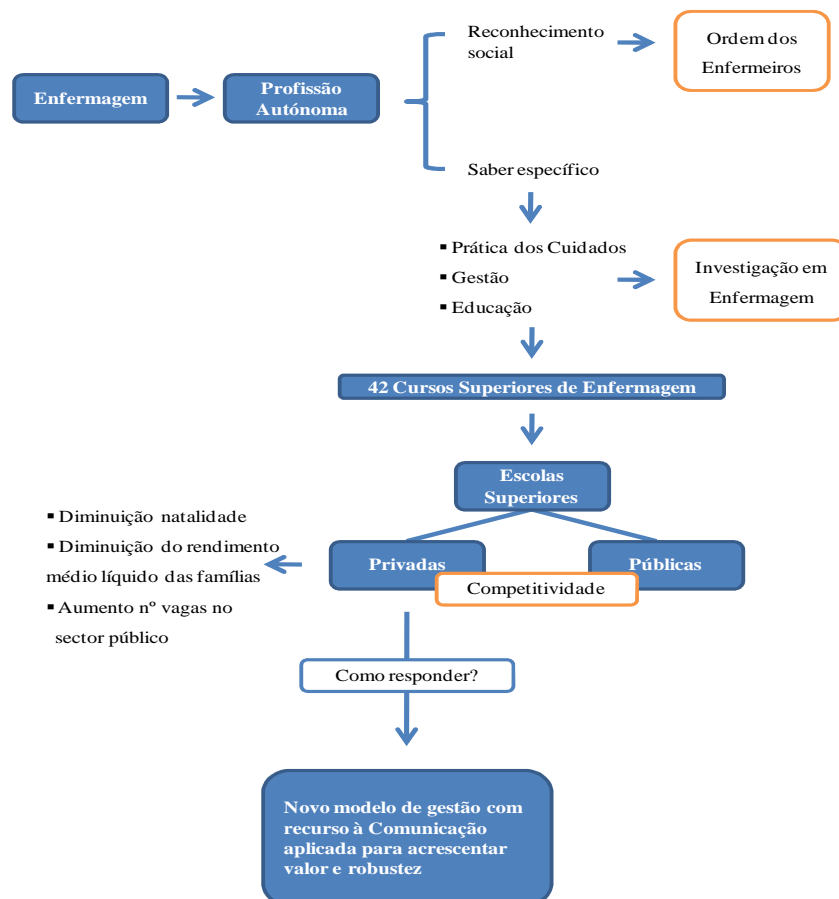 Reconhecimento
social
Ordem dos
Enfermeiros
Enfermagem
Profissão
Autónoma
Saber específico
▪ Prática dos Cuidados
▪ Gestão
▪ Educação
Investigação em
Enfermagem
42 Cursos Superiores de Enfermagem
Escolas
Superiores
▪ Diminuição natalidade
▪ Diminuição do rendimento
médio líquido das famílias
▪ Aumento nº vagas no
sector público
Privadas
Públicas
Competitividade
Como responder?
Novo modelo de gestão com
recurso à Comunicação
aplicada para acrescentar
valor e robustez